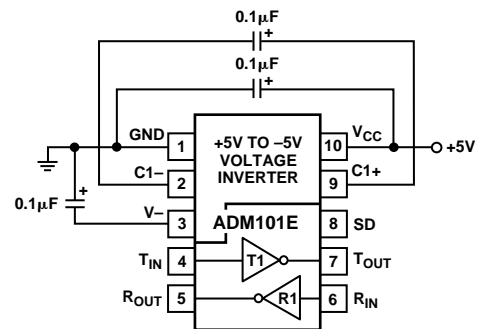 0.1µF
+
0.1µF
+
GND
1
+5V TO –5V
VOLTAGE
INVERTER
10
VCC
+5V
C1–
2
9
C1+
+
0.1µF
V–
3
ADM101E
8
SD
TIN
4
T1
7
TOUT
ROUT
5
R1
6
RIN